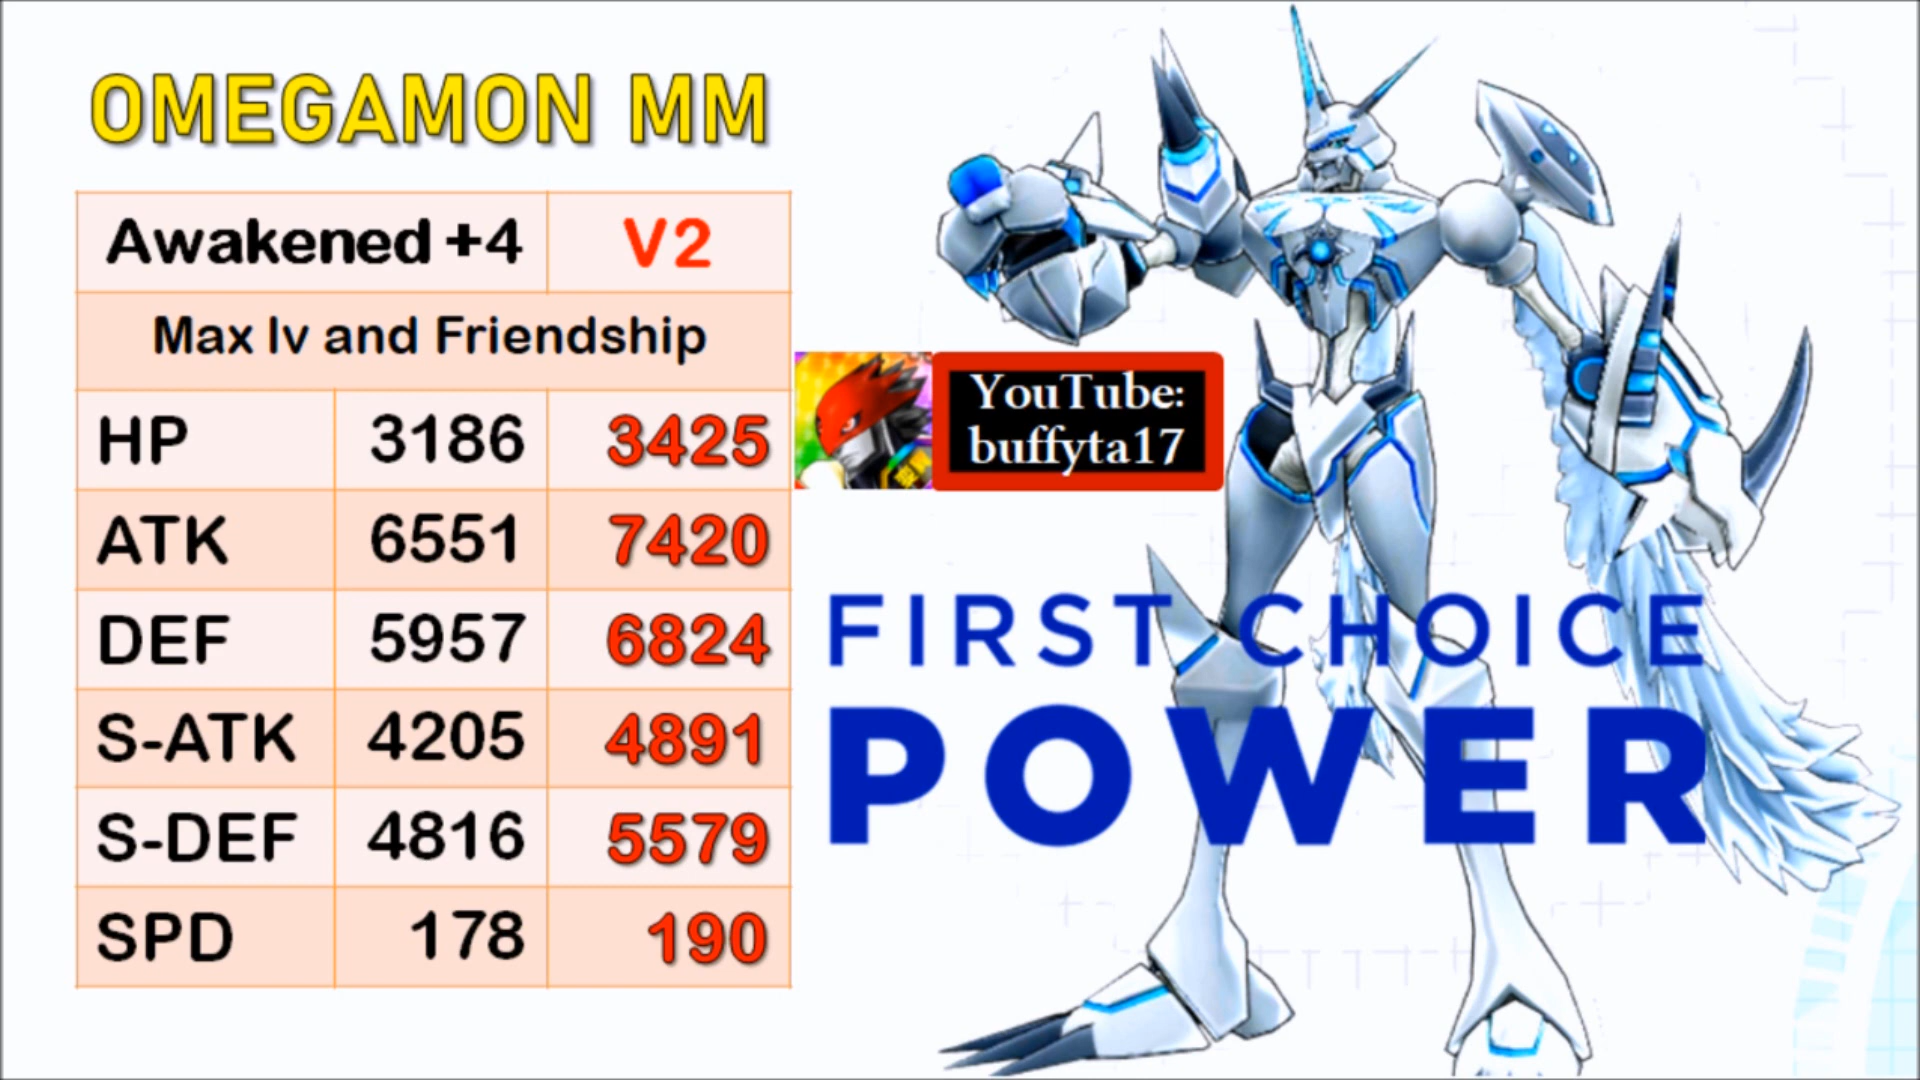 OMEGAMON MM
Awakened +4 V2
Max lv and Friendship
HP 3186 3425
ATK 6551 7420
DEF 5957 6824
S-ATK 4205 4891
S-DEF 4816 5579
SPD 178 190
YouTube:
buffyta17
FIRST CHOICE
POWER